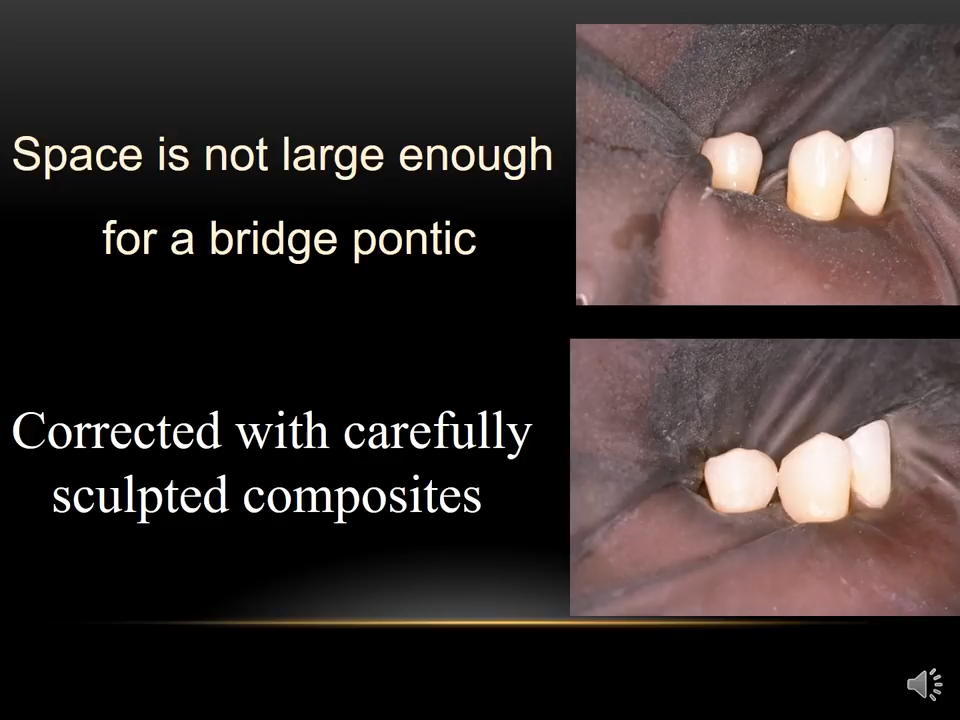 Space is not large enough
for a bridge pontic
Corrected with carefully
sculpted composites